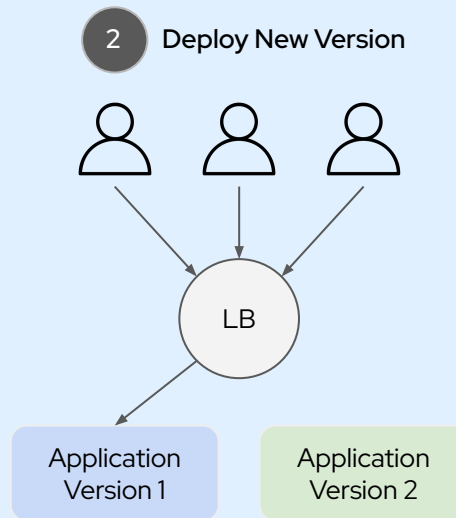 2 Deploy New Version
LB
Application
Version 1
Application
Version 2